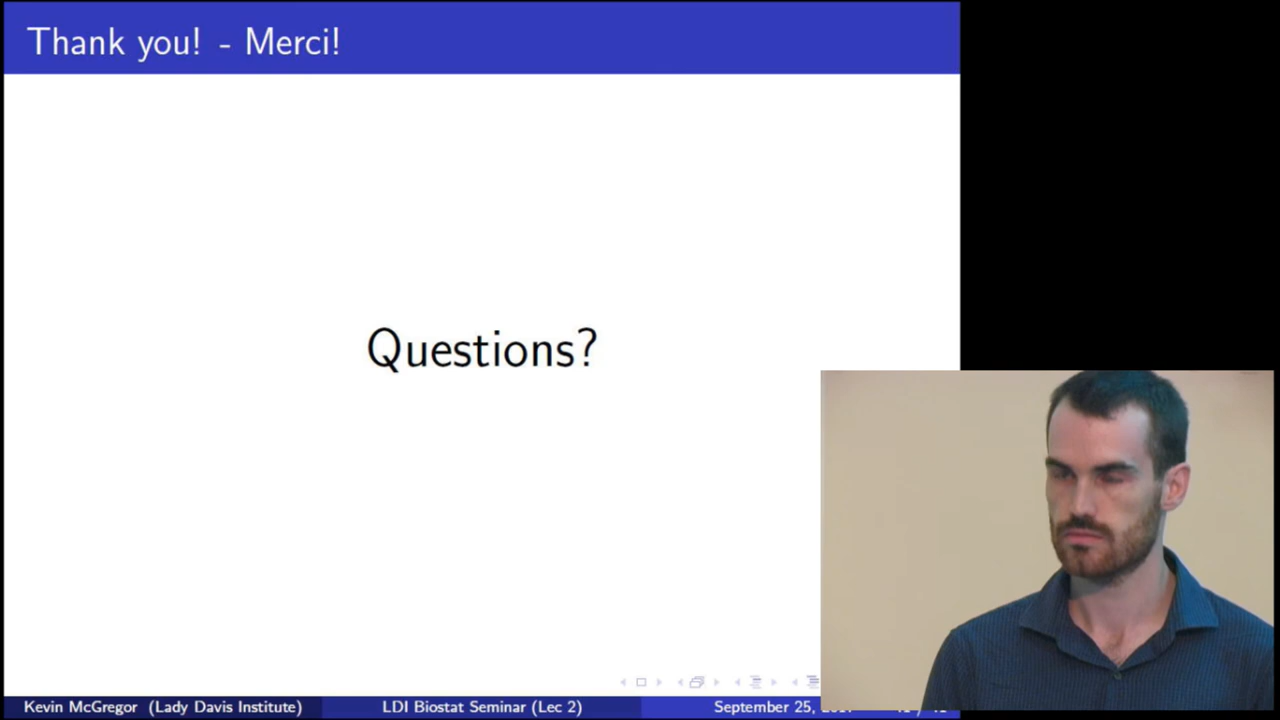 Thank you! - Merci!
Questions?
Kevin McGregor (Lady Davis Institute) LDI Biostat Seminar (Lec 2) September 25,